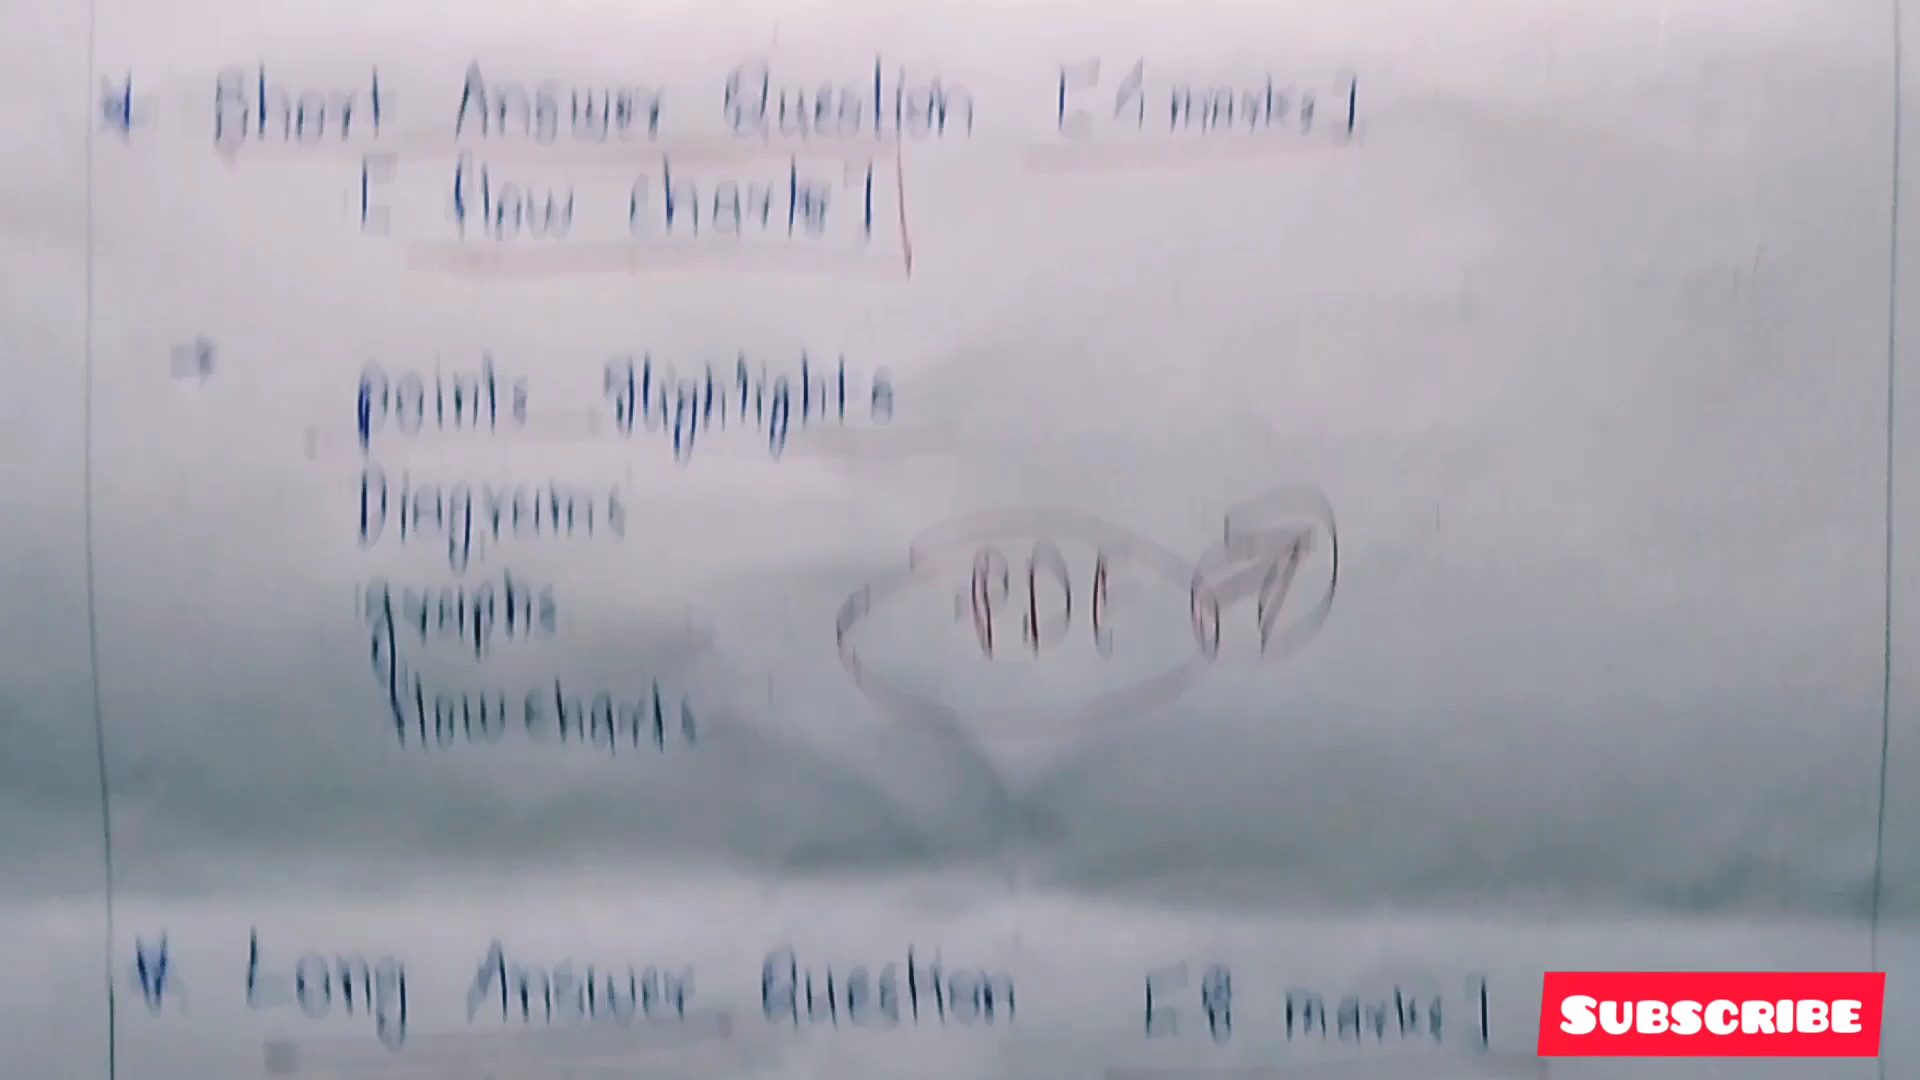 * Short Answer Question [4 marks]
[flow charts]
⇒ points Highlights
Diagrams
graphs
flowcharts
PDF
* Long Answer Question [8 marks]
SUBSCRIBE